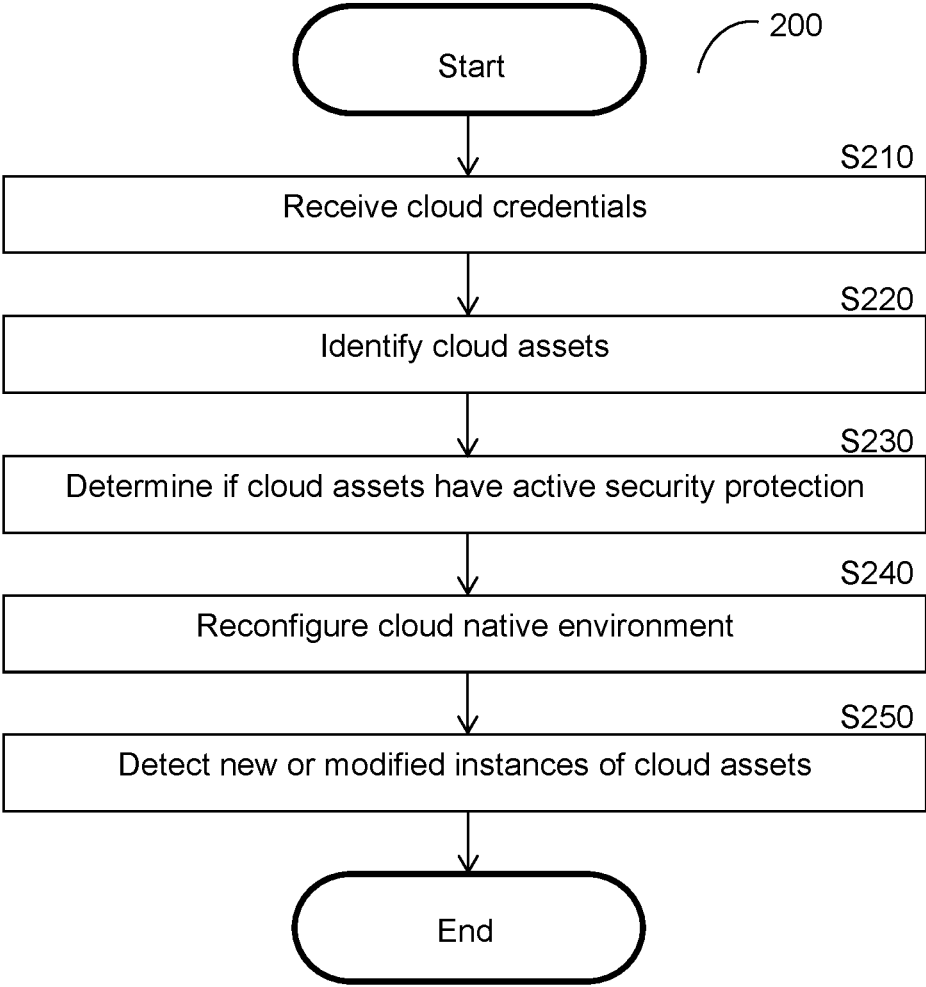 Start
200
S210
Receive cloud credentials
S220
Identify cloud assets
S230
Determine if cloud assets have active security protection
S240
Reconfigure cloud native environment
S250
Detect new or modified instances of cloud assets
End